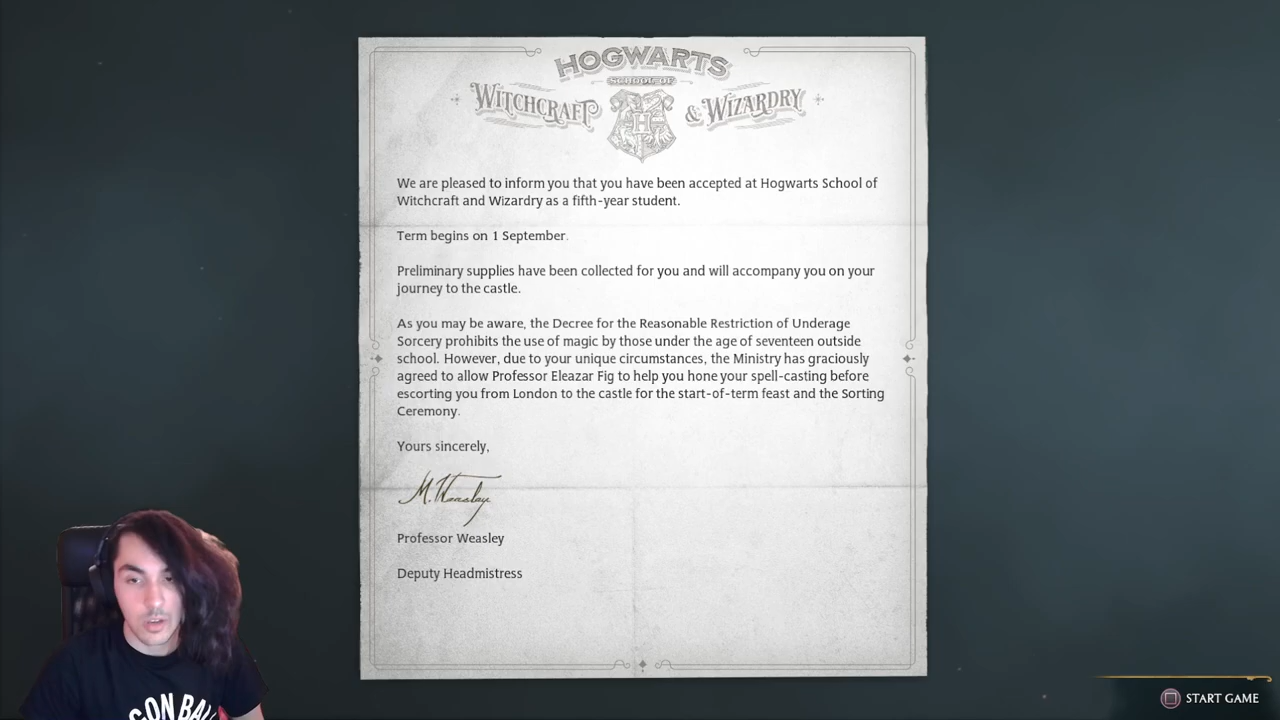 HOGWARTS
SCHOOL OF
WITCHCRAFT & WIZARDRY
H
We are pleased to inform you that you have been accepted at Hogwarts School of
Witchcraft and Wizardry as a fifth-year student.
Term begins on 1 September.
Preliminary supplies have been collected for you and will accompany you on your
journey to the castle.
As you may be aware, the Decree for the Reasonable Restriction of Underage
Sorcery prohibits the use of magic by those under the age of seventeen outside
school. However, due to your unique circumstances, the Ministry has graciously
agreed to allow Professor Eleazar Fig to help you hone your spell-casting before
escorting you from London to the castle for the start-of-term feast and the Sorting
Ceremony.
Yours sincerely,
M. Weasley
Professor Weasley
Deputy Headmistress
START GAME